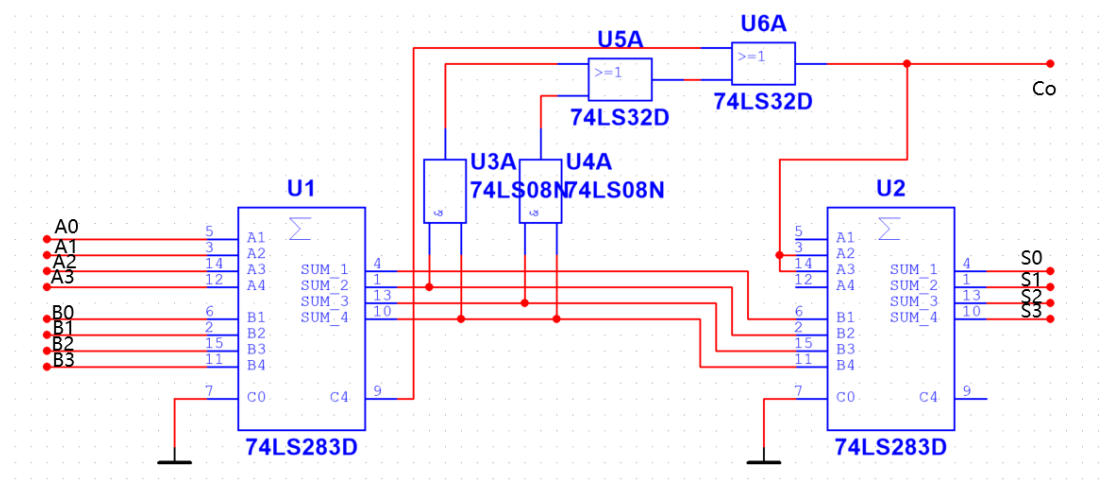 U6A
>=1
74LS32D
Co
U5A
>=1
74LS32D
U3A
&
74LS08N
U4A
&
74LS08N
U1
Σ
A0 5 A1
A1 3 A2
A2 14 A3
A3 12 A4
B0 6 B1
B1 2 B2
B2 15 B3
B3 11 B4
7 C0
SUM_1 4
SUM_2 1
SUM_3 13
SUM_4 10
C4 9
74LS283D
U2
Σ
5 A1
3 A2
14 A3
12 A4
6 B1
2 B2
15 B3
11 B4
7 C0
SUM_1 4 S0
SUM_2 1 S1
SUM_3 13 S2
SUM_4 10 S3
C4 9
74LS283D